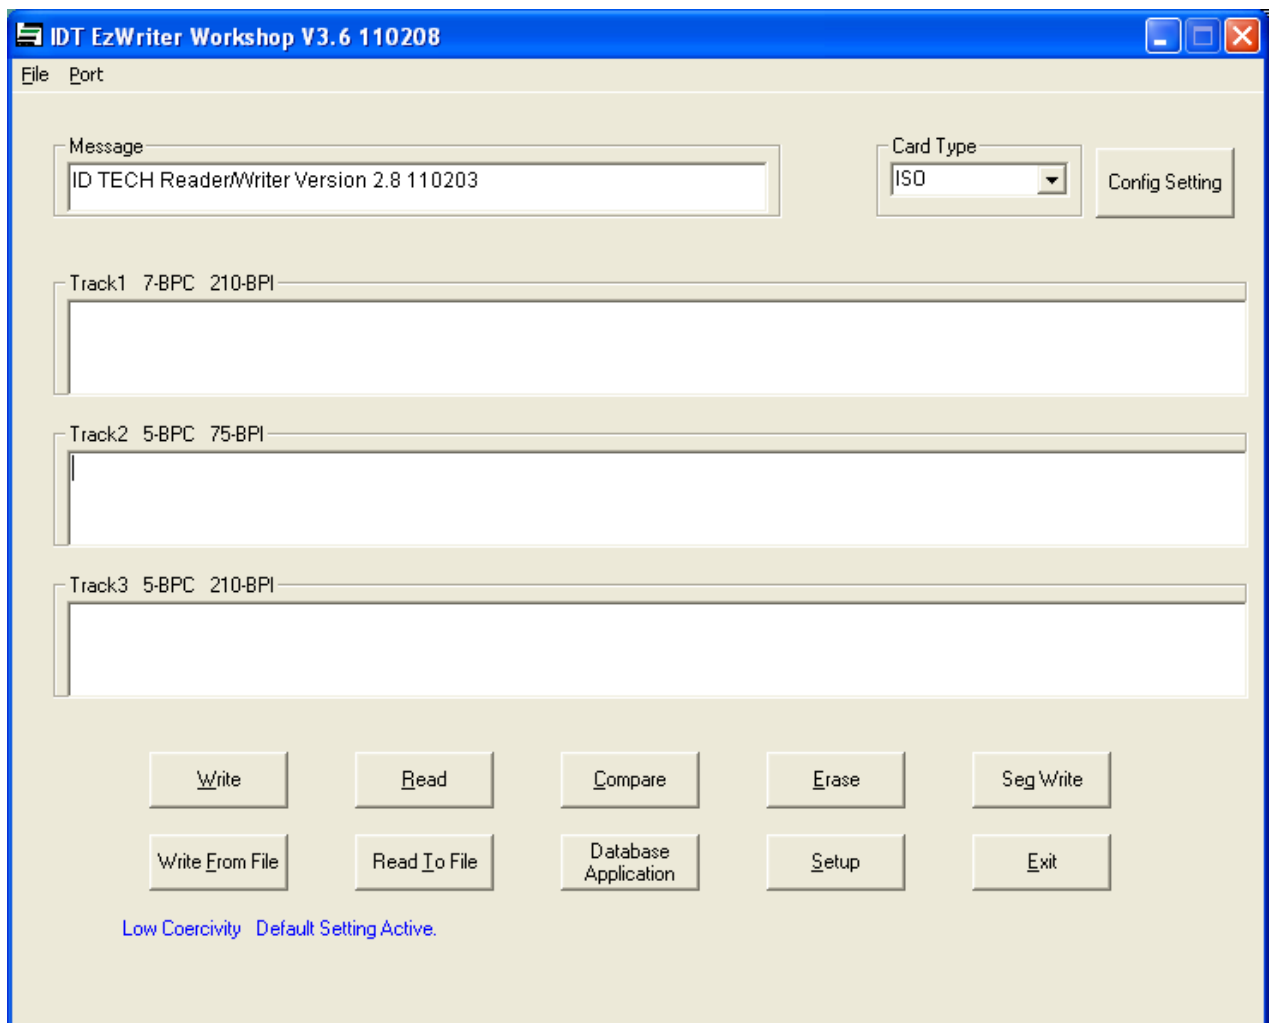 IDT EzWriter Workshop V3.6 110208
File Port
Message
ID TECH Reader/Writer Version 2.8 110203
Card Type
ISO
Config Setting
Track1 7-BPC 210-BPI
Track2 5-BPC 75-BPI
Track3 5-BPC 210-BPI
Write Read Compare Erase Seg Write
Write From File Read To File Database Application Setup Exit
Low Coercivity Default Setting Active.